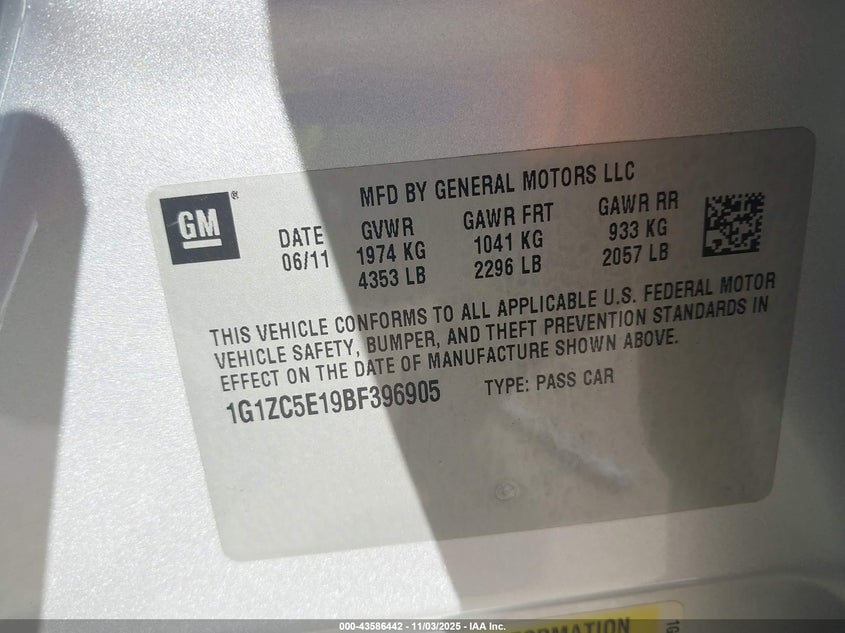 GM®
MFD BY GENERAL MOTORS LLC
DATE
06/11
GVWR
1974 KG
4353 LB
GAWR FRT
1041 KG
2296 LB
GAWR RR
933 KG
2057 LB
THIS VEHICLE CONFORMS TO ALL APPLICABLE U.S. FEDERAL MOTOR
VEHICLE SAFETY, BUMPER, AND THEFT PREVENTION STANDARDS IN
EFFECT ON THE DATE OF MANUFACTURE SHOWN ABOVE.
1G1ZC5E19BF396905
TYPE: PASS CAR
000-43586442 - 11/03/2025 - IAA Inc.